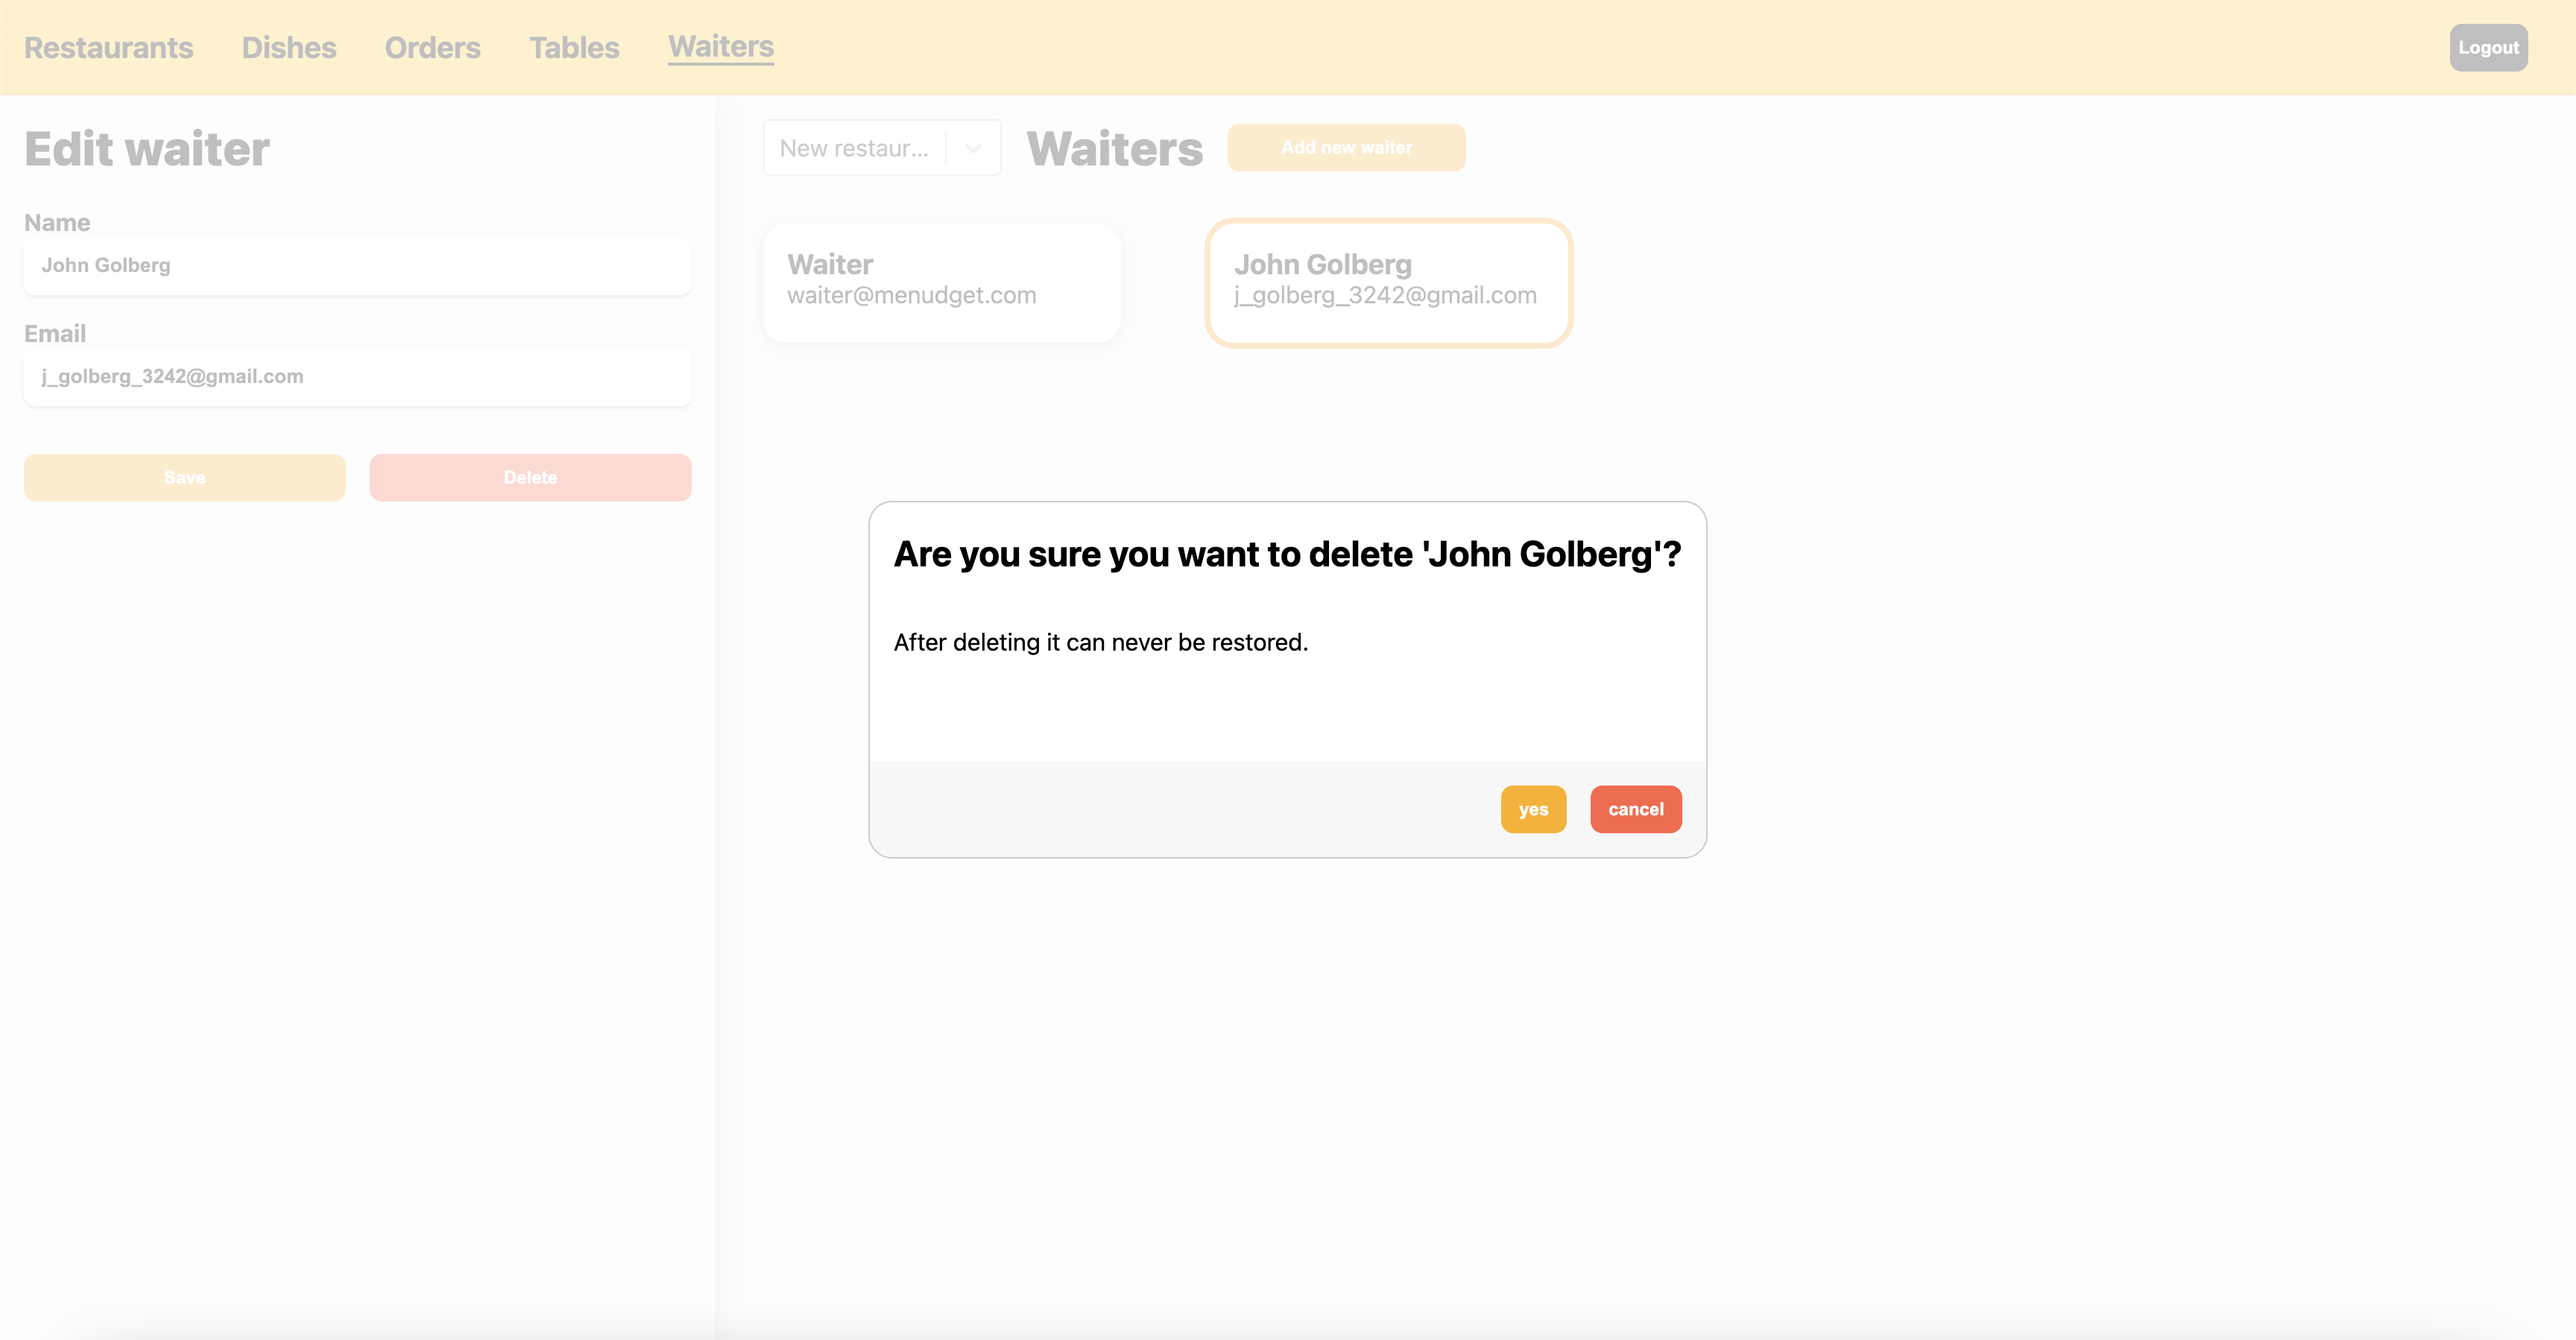 Restaurants Dishes Orders Tables Waiters Logout
Edit waiter
Name
John Golberg
Email
j_golberg_3242@gmail.com
Save Delete
New restaur... Waiters Add new waiter
Waiter
waiter@menudget.com
John Golberg
j_golberg_3242@gmail.com
Are you sure you want to delete 'John Golberg'?
After deleting it can never be restored.
yes cancel